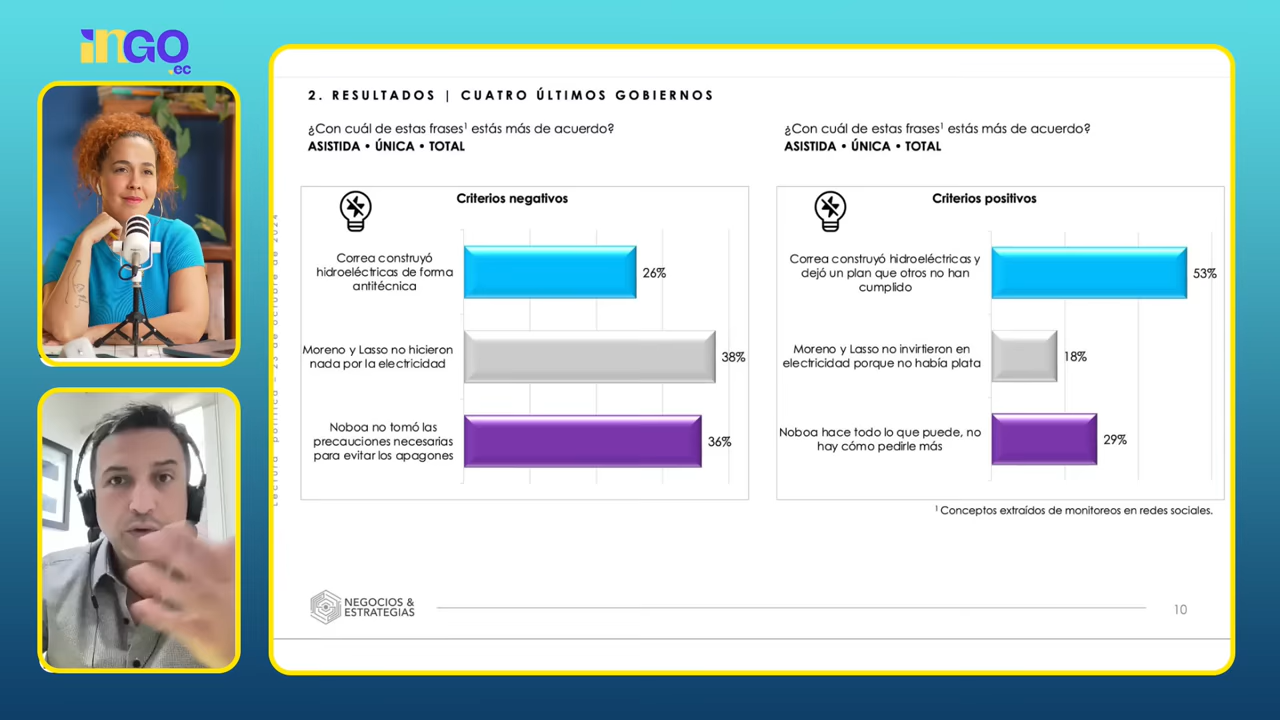 inGO
.ec
2. RESULTADOS | CUATRO ÚLTIMOS GOBIERNOS
¿Con cuál de estas frases¹ estás más de acuerdo?
ASISTIDA • ÚNICA • TOTAL
Criterios negativos
Correa construyó
hidroeléctricas de forma
antitécnica
26%
Moreno y Lasso no hicieron
nada por la electricidad
38%
Noboa no tomó las
precauciones necesarias
para evitar los apagones
36%
¿Con cuál de estas frases¹ estás más de acuerdo?
ASISTIDA • ÚNICA • TOTAL
Criterios positivos
Correa construyó hidroeléctricas y
dejó un plan que otros no han
cumplido
53%
Moreno y Lasso no invirtieron en
electricidad porque no había plata
18%
Noboa hace todo lo que puede, no
hay cómo pedirle más
29%
¹ Conceptos extraídos de monitoreos en redes sociales.
NEGOCIOS &
ESTRATEGIAS
10